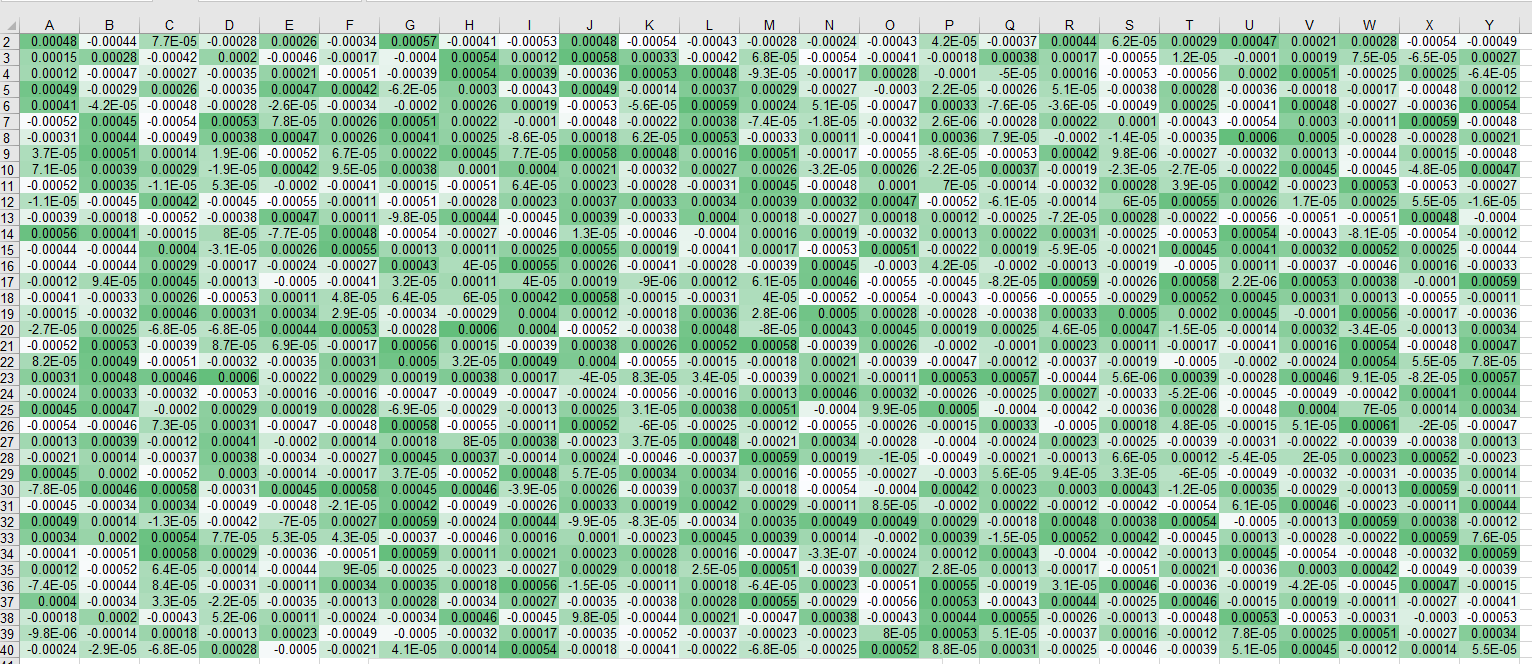 A B C D E F G H I J K L M N O P Q R S T U V W X Y
2 0.00048 -0.00044 7.7E-05 -0.00028 0.00026 -0.00034 0.00057 -0.00041 -0.00053 0.00048 -0.00054 -0.00043 -0.00028 -0.00024 -0.00043 4.2E-05 -0.00037 0.00044 6.2E-05 0.00029 0.00047 0.00021 0.00028 -0.00054 -0.00049
3 0.00015 0.00028 -0.00042 0.0002 -0.00046 -0.00017 -0.0004 0.00054 0.00012 0.00058 0.00033 -0.00042 6.8E-05 -0.00054 -0.00041 -0.00018 0.00038 0.00017 -0.00055 1.2E-05 -0.0001 0.00019 7.5E-05 -6.5E-05 0.00027
4 0.00012 -0.00047 -0.00027 -0.00035 0.00021 -0.00051 -0.00039 0.00054 0.00039 -0.00036 0.00053 0.00048 -9.3E-05 -0.00017 0.00028 -0.0001 -5E-05 0.00016 -0.00053 -0.00056 0.0002 0.00051 -0.00025 0.00025 -6.4E-05
5 0.00049 -0.00029 0.00026 -0.00035 0.00047 0.00042 -6.2E-05 0.0003 -0.00043 0.00049 -0.00014 0.00037 0.00029 -0.00027 -0.0003 2.2E-05 -0.00026 5.1E-05 -0.00038 0.00028 -0.00036 -0.00018 -0.00017 -0.00048 0.00012
6 0.00041 -4.2E-05 -0.00048 -0.00028 -2.6E-05 -0.00034 -0.0002 0.00026 0.00019 -0.00053 -5.6E-05 0.00059 0.00024 5.1E-05 -0.00047 0.00033 -7.6E-05 -3.6E-05 -0.00049 0.00025 -0.00041 0.00048 -0.00027 -0.00036 0.00054
7 -0.00052 0.00045 -0.00054 0.00053 7.8E-05 0.00026 0.00051 0.00022 -0.0001 -0.00048 -0.00022 0.00038 -7.4E-05 -1.8E-05 -0.00032 2.6E-06 -0.00028 0.00022 0.0001 -0.00043 -0.00054 0.0003 -0.00011 0.00059 -0.00048
8 -0.00031 0.00044 -0.00049 0.00038 0.00047 0.00026 0.00041 0.00025 -8.6E-05 0.00018 6.2E-05 0.00053 -0.00033 0.00011 -0.00041 0.00036 7.9E-05 -0.0002 -1.4E-05 -0.00035 0.0006 0.0005 -0.00028 -0.00028 0.00021
9 3.7E-05 0.00051 0.00014 1.9E-06 -0.00052 6.7E-05 0.00022 0.00045 7.7E-05 0.00058 0.00048 0.00016 0.00051 -0.00017 -0.00055 -8.6E-05 -0.00053 0.00042 9.8E-06 -0.00027 -0.00032 0.00013 -0.00044 0.00015 -0.00048
10 7.1E-05 0.00039 0.00029 -1.9E-05 0.00042 9.5E-05 0.00038 0.0001 0.0004 0.00021 -0.00032 0.00027 0.00026 -3.2E-05 0.00026 -2.2E-05 0.00037 -0.00019 -2.3E-05 -2.7E-05 -0.00022 0.00045 -0.00045 -4.8E-05 0.00047
11 -0.00052 0.00035 -1.1E-05 5.3E-05 -0.0002 -0.00041 -0.00015 -0.00051 6.4E-05 0.00023 -0.00028 -0.00031 0.00045 -0.00048 0.0001 7E-05 -0.00014 -0.00032 0.00028 3.9E-05 0.00042 -0.00023 0.00053 -0.00053 -0.00027
12 -1.1E-05 -0.00045 0.00042 -0.00045 -0.00055 -0.00011 -0.00051 -0.00028 0.00023 0.00037 0.00033 0.00034 0.00039 0.00032 0.00047 -0.00052 -6.1E-05 -0.00014 6E-05 0.00055 0.00026 1.7E-05 0.00025 5.5E-05 -1.6E-05
13 -0.00039 -0.00018 -0.00052 -0.00038 0.00047 0.00011 -9.8E-05 0.00044 -0.00045 0.00039 -0.00033 0.0004 0.00018 -0.00027 0.00018 0.00012 -0.00025 -7.2E-05 0.00028 -0.00022 -0.00056 -0.00051 -0.00051 0.00048 -0.0004
14 0.00056 0.00041 -0.00015 8E-05 -7.7E-05 0.00048 -0.00054 -0.00027 -0.00046 1.3E-05 -0.00046 -0.0004 0.00016 0.00019 -0.00032 0.00013 0.00022 0.00031 -0.00025 -0.00053 0.00054 -0.00043 -8.1E-05 -0.00054 -0.00012
15 -0.00044 -0.00044 0.0004 -3.1E-05 0.00026 0.00055 0.00013 0.00011 0.00025 0.00055 0.00019 -0.00041 0.00017 -0.00053 0.00051 -0.00022 0.00019 -5.9E-05 -0.00021 0.00045 0.00041 0.00032 0.00052 0.00025 -0.00044
16 -0.00044 -0.00044 0.00029 -0.00017 -0.00024 -0.00027 0.00043 4E-05 0.00055 0.00026 -0.00041 -0.00028 -0.00039 0.00045 -0.0003 4.2E-05 -0.0002 -0.00013 -0.00019 -0.0005 0.00011 -0.00037 -0.00046 0.00016 -0.00033
17 -0.00012 9.4E-05 0.00045 -0.00013 -0.0005 -0.00041 3.2E-05 0.00011 4E-05 0.00019 -9E-06 0.00012 6.1E-05 0.00046 -0.00055 -0.00045 -8.2E-05 0.00059 -0.00026 0.00058 2.2E-06 0.00053 0.00038 -0.0001 0.00059
18 -0.00041 -0.00033 0.00026 -0.00053 0.00011 4.8E-05 6.4E-05 6E-05 0.00042 0.00058 -0.00015 -0.00031 4E-05 -0.00052 -0.00054 -0.00043 -0.00056 -0.00055 -0.00029 0.00052 0.00045 0.00031 0.00013 -0.00055 -0.00011
19 -0.00015 -0.00032 0.00046 0.00031 0.00034 2.9E-05 -0.00034 -0.00029 0.0004 0.00012 -0.00018 0.00036 2.8E-06 0.0005 0.00028 -0.00028 -0.00038 0.00033 0.0005 0.0002 0.00045 -0.0001 0.00056 -0.00017 -0.00036
20 -2.7E-05 0.00025 -6.8E-05 -6.8E-05 0.00044 0.00053 -0.00028 0.0006 0.0004 -0.00052 -0.00038 0.00048 -8E-05 0.00043 0.00045 0.00019 0.00025 4.6E-05 0.00047 -1.5E-05 -0.00014 0.00032 -3.4E-05 -0.00013 0.00034
21 -0.00052 0.00053 -0.00039 8.7E-05 6.9E-05 -0.00017 0.00056 0.00015 -0.00039 0.00038 0.00026 0.00052 0.00058 -0.00039 0.00026 -0.0002 -0.0001 0.00023 0.00011 -0.00017 -0.00041 0.00016 0.00054 -0.00048 0.00047
22 8.2E-05 0.00049 -0.00051 -0.00032 -0.00035 0.00031 0.0005 3.2E-05 0.00049 0.0004 -0.00055 -0.00015 -0.00018 0.00021 -0.00039 -0.00047 -0.00012 -0.00037 -0.00019 -0.0005 -0.0002 -0.00024 0.00054 5.5E-05 7.8E-05
23 0.00031 0.00048 0.00046 0.0006 -0.00022 0.00029 0.00019 0.00038 0.00017 -4E-05 8.3E-05 3.4E-05 -0.00039 0.00021 -0.00011 0.00053 0.00057 -0.00044 5.6E-06 0.00039 -0.00028 0.00046 9.1E-05 -8.2E-05 0.00057
24 -0.00024 0.00033 -0.00032 -0.00053 -0.00016 -0.00016 -0.00047 -0.00049 -0.00047 -0.00024 -0.00056 -0.00016 0.00013 0.00046 0.00032 -0.00026 -0.00025 0.00027 -0.00033 -5.2E-06 -0.00045 -0.00049 -0.00042 0.00041 0.00044
25 0.00045 0.00047 -0.0002 0.00029 0.00019 0.00028 -6.9E-05 -0.00029 -0.00013 0.00025 3.1E-05 0.00038 0.00051 -0.0004 9.9E-05 0.0005 -0.0004 -0.00042 -0.00036 0.00028 -0.00048 0.0004 7E-05 0.00014 0.00034
26 -0.00054 -0.00046 7.3E-05 0.00031 -0.00047 -0.00048 0.00058 -0.00055 -0.00011 0.00052 -6E-05 -0.00025 -0.00012 -0.00055 -0.00026 -0.00015 0.00033 -0.0005 0.00018 4.8E-05 -0.00015 5.1E-05 0.00061 -2E-05 -0.00047
27 0.00013 0.00039 -0.00012 0.00041 -0.0002 0.00014 0.00018 8E-05 0.00038 -0.00023 3.7E-05 0.00048 -0.00021 0.00034 -0.00028 -0.0004 -0.00024 0.00023 -0.00025 -0.00039 -0.00031 -0.00022 -0.00039 -0.00038 0.00013
28 -0.00021 0.00014 -0.00037 0.00038 -0.00034 -0.00027 0.00045 0.00037 -0.00014 0.00024 -0.00046 -0.00037 0.00059 0.00019 -1E-05 -0.00049 -0.00021 -0.00013 6.6E-05 0.00012 -5.4E-05 2E-05 0.00023 0.00052 -0.00023
29 0.00045 0.0002 -0.00052 0.0003 -0.00014 -0.00017 3.7E-05 -0.00052 0.00048 5.7E-05 0.00034 0.00034 0.00016 -0.00055 -0.00027 -0.0003 5.6E-05 9.4E-05 3.3E-05 -6E-05 -0.00049 -0.00032 -0.00031 -0.00035 0.00014
30 -7.8E-05 0.00046 0.00058 -0.00031 0.00045 0.00058 0.00045 0.00046 -3.9E-05 0.00026 -0.00039 0.00037 -0.00018 -0.00054 -0.0004 0.00042 0.00023 0.0003 0.00043 -1.2E-05 0.00035 -0.00029 -0.00013 0.00059 -0.00011
31 -0.00045 -0.00034 0.00034 -0.00049 -0.00048 -2.1E-05 0.00042 -0.00049 -0.00026 0.00033 0.00019 0.00042 0.00029 -0.00011 8.5E-05 -0.0002 0.00022 -0.00012 -0.00042 -0.00054 6.1E-05 0.00046 -0.00023 -0.00011 0.00044
32 0.00049 0.00014 -1.3E-05 -0.00042 -7E-05 0.00027 0.00059 -0.00024 0.00044 -9.9E-05 -8.3E-05 -0.00034 0.00035 0.00049 0.00049 0.00029 -0.00018 0.00048 0.00038 0.00054 -0.0005 -0.00013 0.00059 0.00038 -0.00012
33 0.00034 0.0002 0.00054 7.7E-05 5.3E-05 4.3E-05 -0.00037 -0.00046 0.00016 0.0001 -0.00023 0.00045 0.00039 0.00014 -0.0002 0.00039 -1.5E-05 0.00052 0.00042 -0.00045 0.00013 -0.00028 -0.00022 0.00059 7.6E-05
34 -0.00041 -0.00051 0.00058 0.00029 -0.00036 -0.00051 0.00059 0.00011 0.00021 0.00023 0.00028 0.00016 -0.00047 -3.3E-07 -0.00024 0.00012 0.00043 -0.0004 -0.00042 -0.00013 0.00045 -0.00054 -0.00048 -0.00032 0.00059
35 0.00012 -0.00052 6.4E-05 -0.00014 -0.00044 9E-05 -0.00025 -0.00023 -0.00027 0.00029 0.00018 2.5E-05 0.00051 -0.00039 0.00027 2.8E-05 0.00013 -0.00017 -0.00051 0.00021 -0.00036 0.0003 0.00042 -0.00049 -0.00039
36 -7.4E-05 -0.00044 8.4E-05 -0.00031 -0.00011 0.00034 0.00035 0.00018 0.00056 -1.5E-05 -0.00011 0.00018 -6.4E-05 0.00023 -0.00051 0.00055 -0.00019 3.1E-05 0.00046 -0.00036 -0.00019 -4.2E-05 -0.00045 0.00047 -0.00015
37 0.0004 -0.00034 3.3E-05 -2.2E-05 -0.00035 -0.00013 0.00028 -0.00034 0.00027 -0.00035 -0.00038 0.00028 0.00055 -0.00029 -0.00056 0.00053 -0.00043 0.00044 -0.00025 0.00046 -0.00015 0.00019 -0.00011 -0.00027 -0.00041
38 -0.00018 0.0002 -0.00053 5.2E-06 0.00011 -0.00024 -0.00034 0.00046 -0.00045 9.8E-05 -0.00044 0.00021 -0.00047 0.00038 -0.00043 0.00044 0.00055 -0.00026 -0.00013 -0.00048 0.00053 -0.00053 -0.00031 -0.0003 -0.00053
39 -9.8E-06 -0.00014 0.00018 -0.00013 0.00023 -0.00049 -0.0005 -0.00032 0.00017 -0.00035 -0.00052 -0.00037 -0.00023 -0.00023 8E-05 0.00053 5.1E-05 -0.00037 0.00016 -0.00012 7.8E-05 0.00025 0.00051 -0.00027 0.00034
40 -0.00024 -2.9E-05 -6.8E-05 0.00028 -0.0005 -0.00021 4.1E-05 0.00014 0.00054 -0.00018 -0.00041 -0.00022 -6.8E-05 -0.00025 0.00052 8.8E-05 0.00031 -0.00025 -0.00046 -0.00039 5.1E-05 0.00045 -0.00012 0.00014 5.5E-05